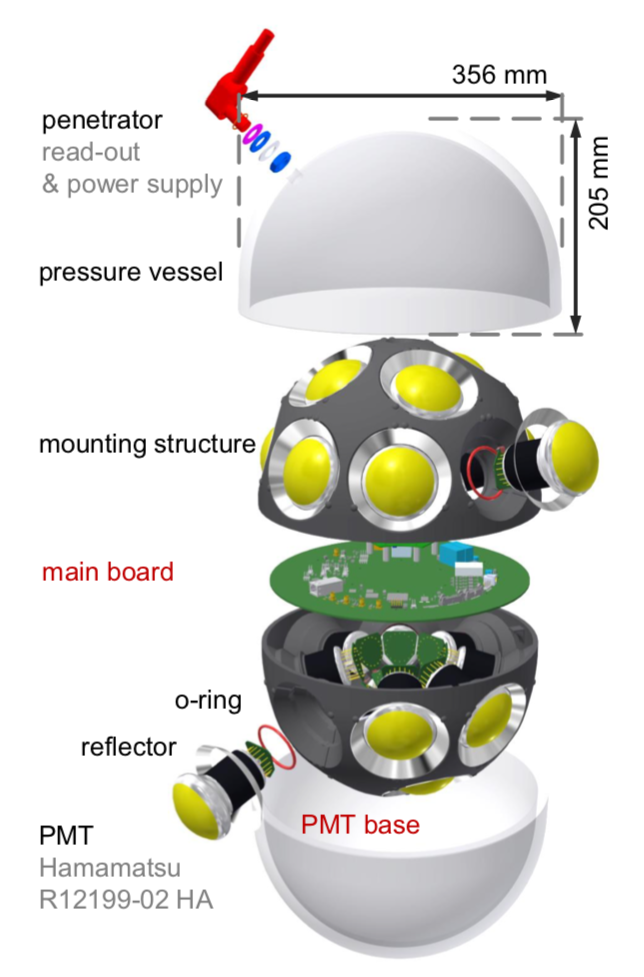 356 mm
penetrator
read-out
& power supply
205 mm
pressure vessel
mounting structure
main board
o-ring
reflector
PMT base
PMT
Hamamatsu
R12199-02 HA